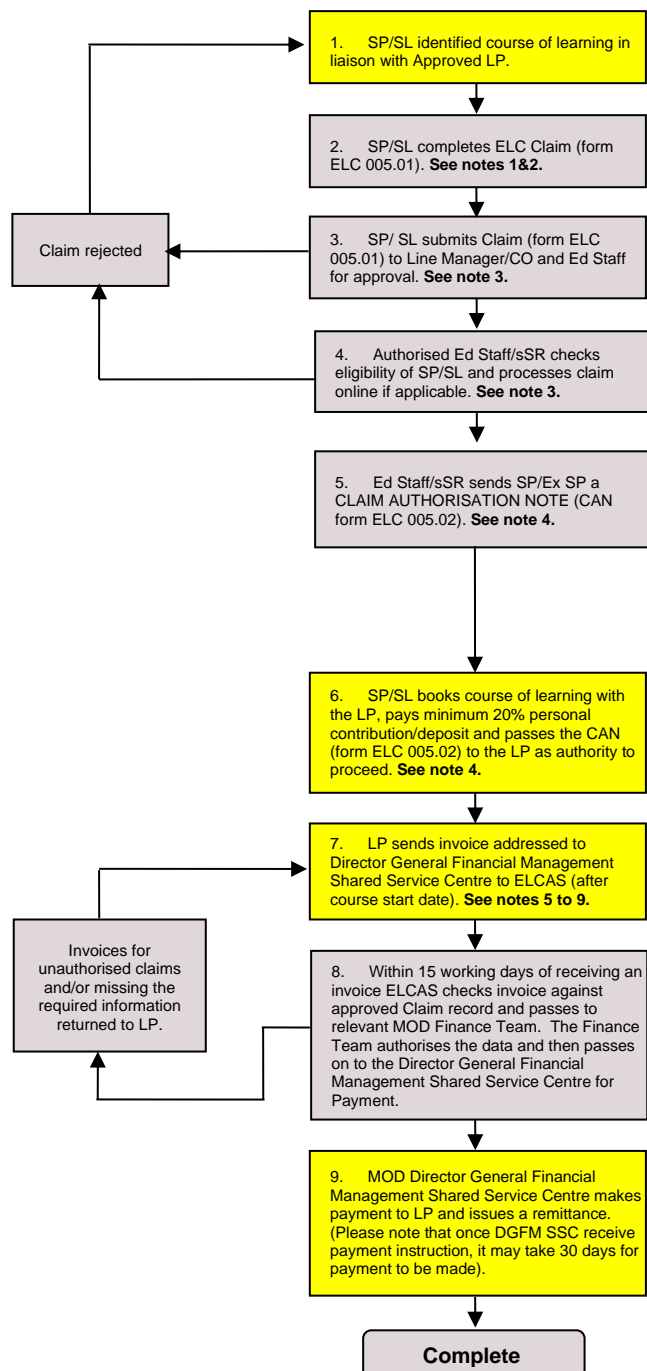 1. SP/SL identified course of learning in
liaison with Approved LP.
2. SP/SL completes ELC Claim (form
ELC 005.01). See notes 1&2.
Claim rejected
3. SP/ SL submits Claim (form ELC
005.01) to Line Manager/CO and Ed Staff
for approval. See note 3.
4. Authorised Ed Staff/sSR checks
eligibility of SP/SL and processes claim
online if applicable. See note 3.
5. Ed Staff/sSR sends SP/Ex SP a
CLAIM AUTHORISATION NOTE (CAN
form ELC 005.02). See note 4.
6. SP/SL books course of learning with
the LP, pays minimum 20% personal
contribution/deposit and passes the CAN
(form ELC 005.02) to the LP as authority to
proceed. See note 4.
7. LP sends invoice addressed to
Director General Financial Management
Shared Service Centre to ELCAS (after
course start date). See notes 5 to 9.
Invoices for
unauthorised claims
and/or missing the
required information
returned to LP.
8. Within 15 working days of receiving an
invoice ELCAS checks invoice against
approved Claim record and passes to
relevant MOD Finance Team. The Finance
Team authorises the data and then passes
on to the Director General Financial
Management Shared Service Centre for
Payment.
9. MOD Director General Financial
Management Shared Service Centre makes
payment to LP and issues a remittance.
(Please note that once DGFM SSC receive
payment instruction, it may take 30 days for
payment to be made).
Complete